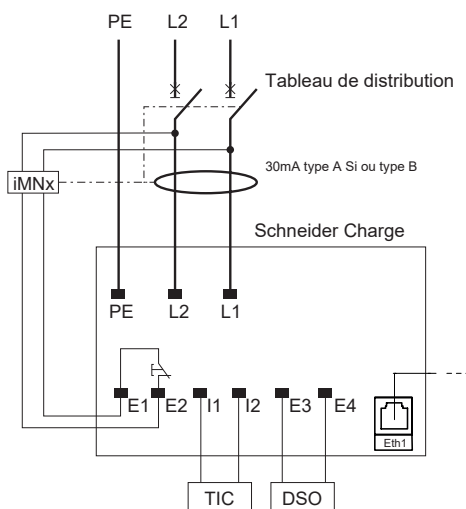 PE L2 L1
Tableau de distribution
30mA type A Si ou type B
iMNx
Schneider Charge
PE L2 L1
E1 E2 I1 I2 E3 E4
Eth1
TIC DSO